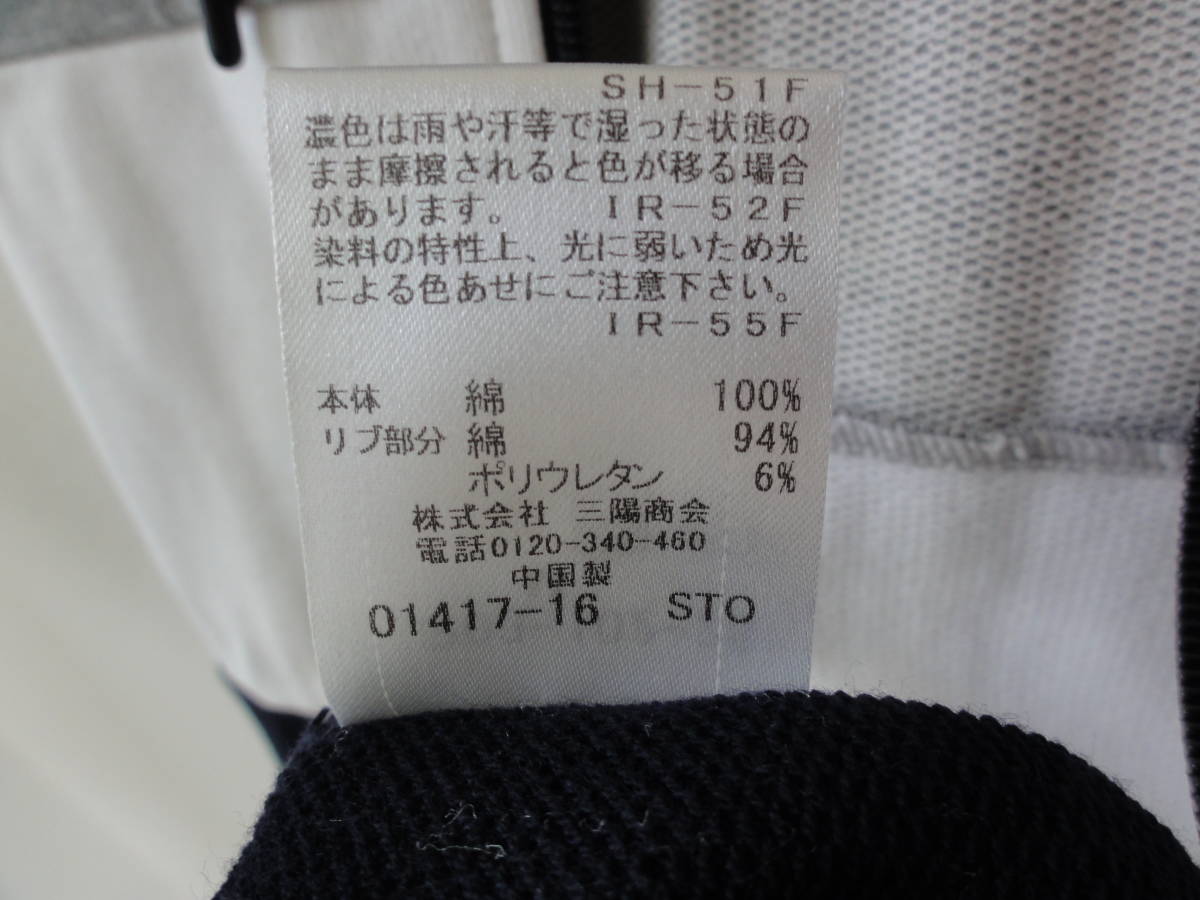 SH-51F
濃色は雨や汗等で湿った状態の
まま摩擦されると色が移る場合
があります。 IR-52F
染料の特性上、光に弱いため光
による色あせにご注意下さい。
IR-55F
本体 綿 100%
リブ部分 綿 94%
ポリウレタン 6%
株式会社 三陽商会
電話0120-340-460
中国製
01417-16 STO